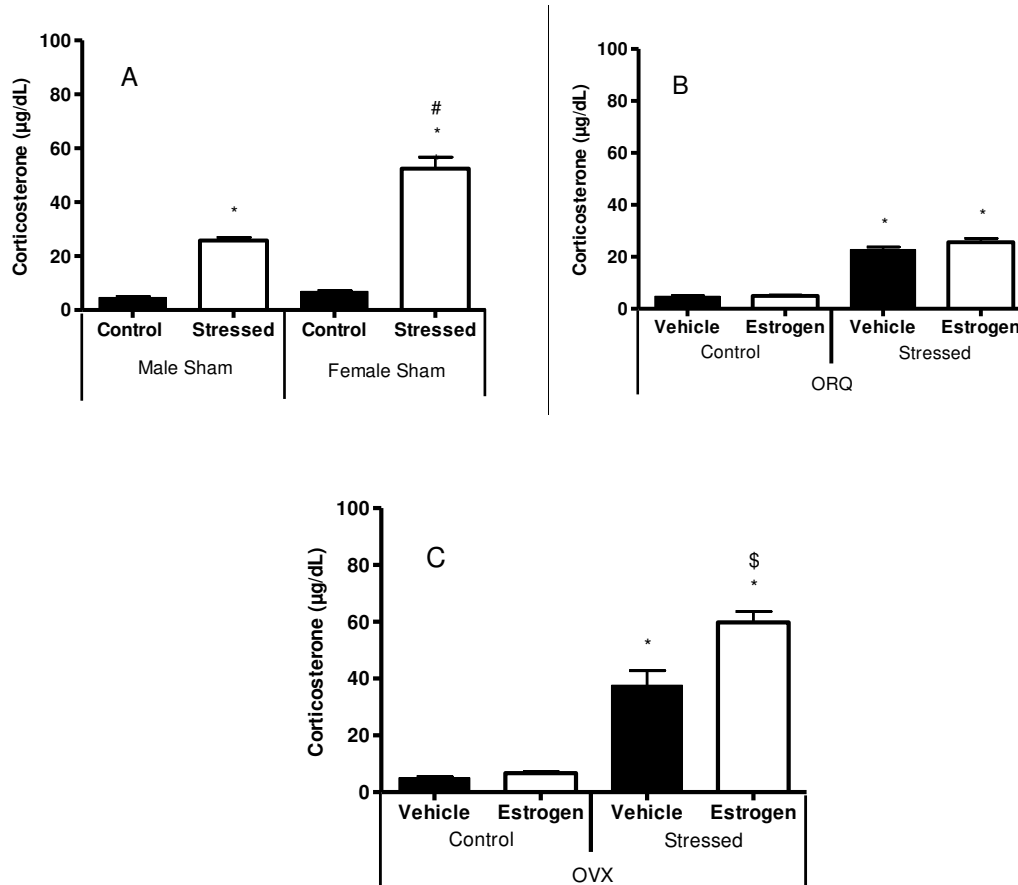 A
Corticosterone (µg/dL)
100
80
60
40
20
0
*
#
*
Control Stressed Control Stressed
Male Sham Female Sham
B
Corticosterone (µg/dL)
100
80
60
40
20
0
* *
Vehicle Estrogen Vehicle Estrogen
Control Stressed
ORQ
C
Corticosterone (µg/dL)
100
80
60
40
20
0
*
$
*
Vehicle Estrogen Vehicle Estrogen
Control Stressed
OVX